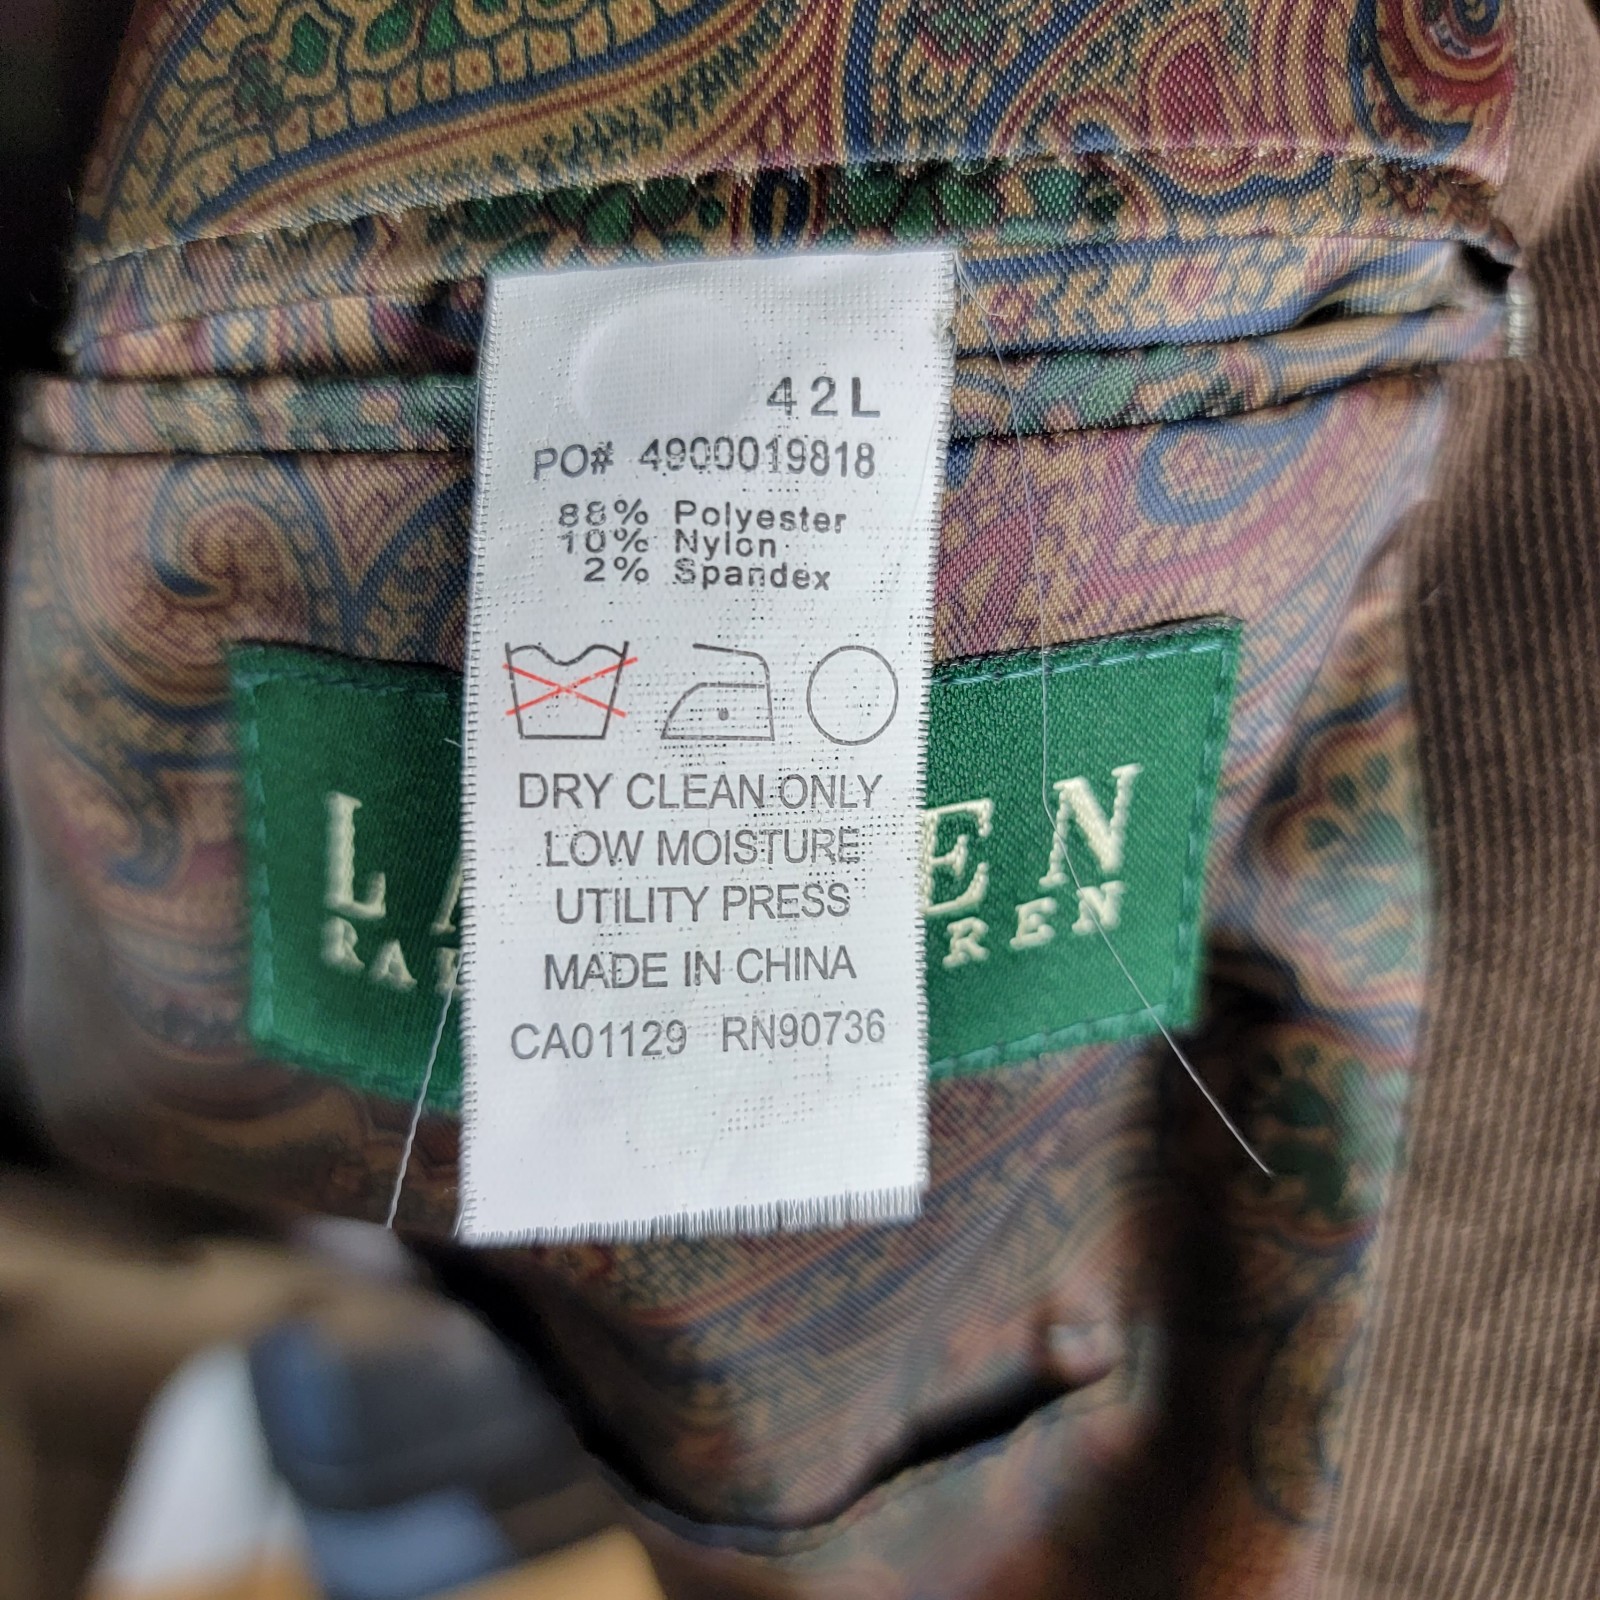 42L
PO# 4900019818
88% Polyester
10% Nylon
2% Spandex
DRY CLEAN ONLY
LOW MOISTURE
UTILITY PRESS
MADE IN CHINA
CA01129 RN90736